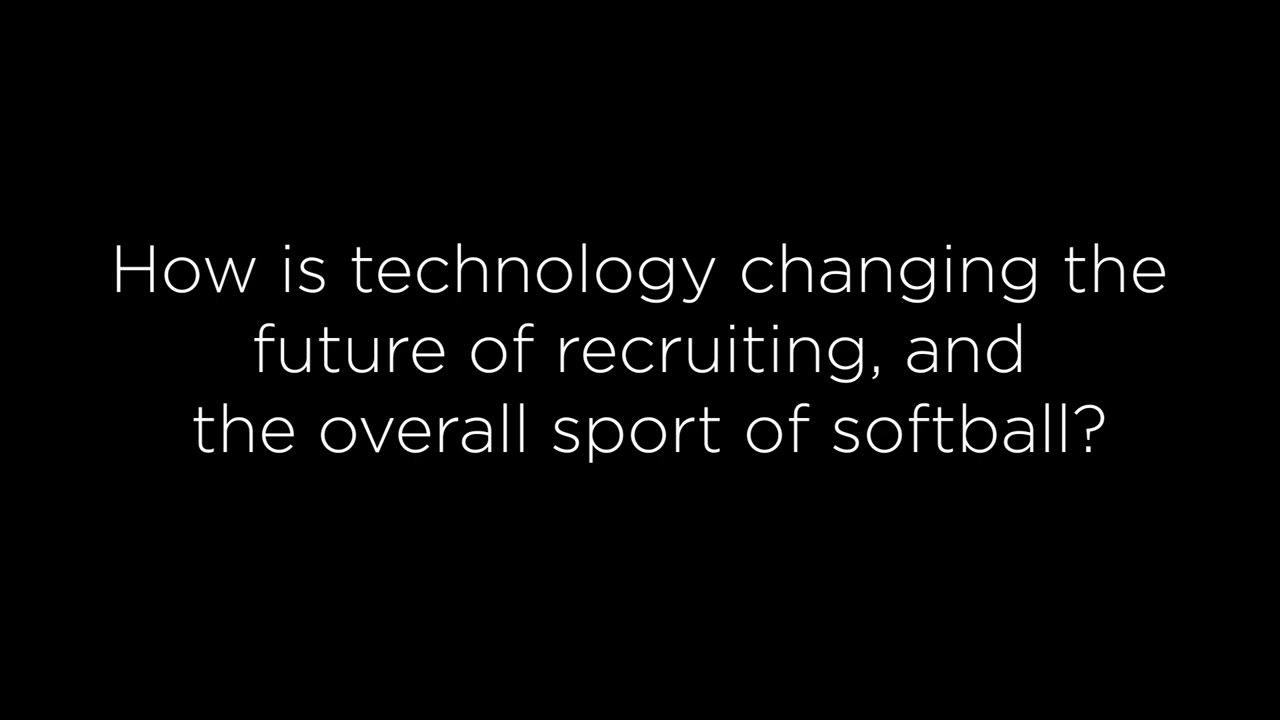 How is technology changing the
future of recruiting, and
the overall sport of softball?